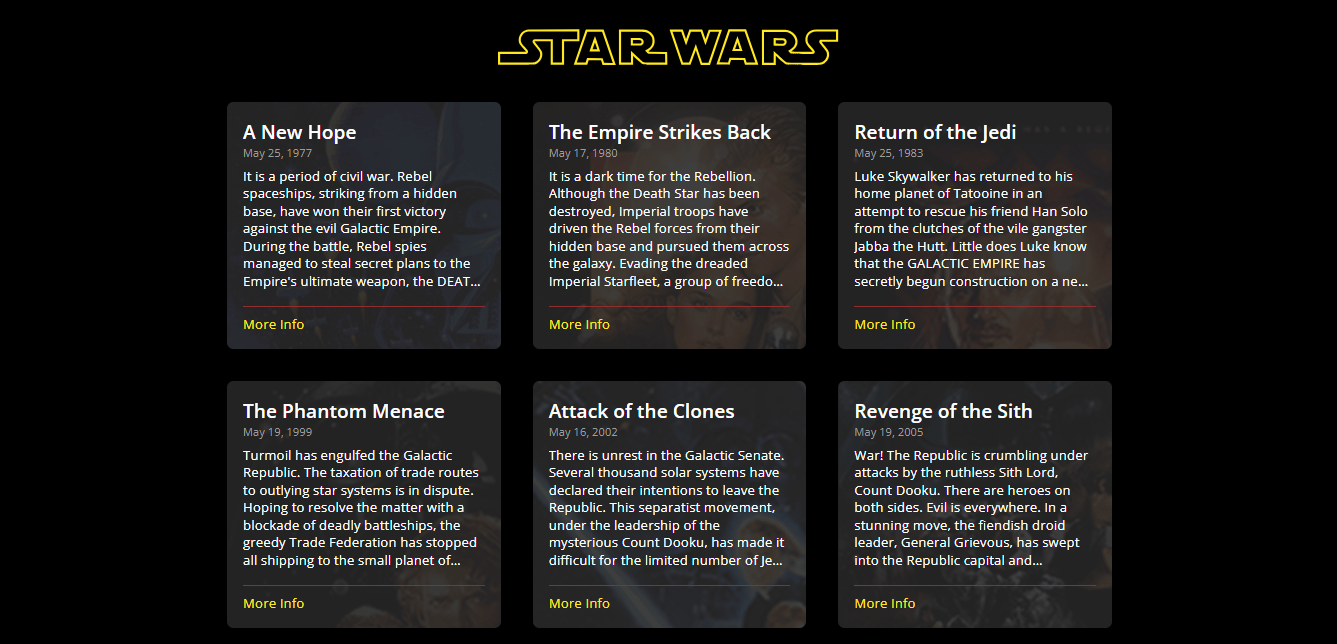 STAR WARS
A New Hope
May 25, 1977
It is a period of civil war. Rebel
spaceships, striking from a hidden
base, have won their first victory
against the evil Galactic Empire.
During the battle, Rebel spies
managed to steal secret plans to the
Empire's ultimate weapon, the DEAT...
More Info
The Empire Strikes Back
May 17, 1980
It is a dark time for the Rebellion.
Although the Death Star has been
destroyed, Imperial troops have
driven the Rebel forces from their
hidden base and pursued them across
the galaxy. Evading the dreaded
Imperial Starfleet, a group of freedo...
More Info
Return of the Jedi
May 25, 1983
Luke Skywalker has returned to his
home planet of Tatooine in an
attempt to rescue his friend Han Solo
from the clutches of the vile gangster
Jabba the Hutt. Little does Luke know
that the GALACTIC EMPIRE has
secretly begun construction on a ne...
More Info
The Phantom Menace
May 19, 1999
Turmoil has engulfed the Galactic
Republic. The taxation of trade routes
to outlying star systems is in dispute.
Hoping to resolve the matter with a
blockade of deadly battleships, the
greedy Trade Federation has stopped
all shipping to the small planet of...
More Info
Attack of the Clones
May 16, 2002
There is unrest in the Galactic Senate.
Several thousand solar systems have
declared their intentions to leave the
Republic. This separatist movement,
under the leadership of the
mysterious Count Dooku, has made it
difficult for the limited number of Je...
More Info
Revenge of the Sith
May 19, 2005
War! The Republic is crumbling under
attacks by the ruthless Sith Lord,
Count Dooku. There are heroes on
both sides. Evil is everywhere. In a
stunning move, the fiendish droid
leader, General Grievous, has swept
into the Republic capital and...
More Info